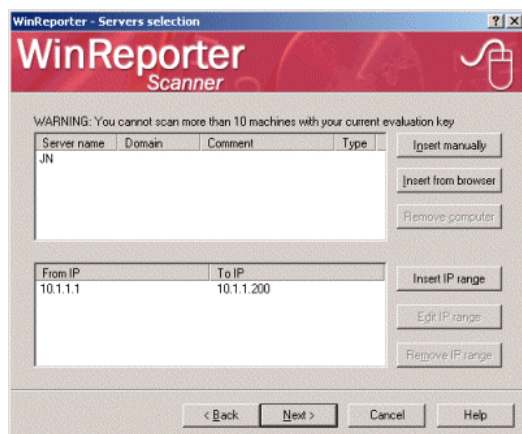 WinReporter - Servers selection
WinReporter
Scanner
WARNING: You cannot scan more than 10 machines with your current evaluation key
Server name Domain Comment Type
JN
Insert manually
Insert from browser
Remove computer
From IP To IP
10.1.1.1 10.1.1.200
Insert IP range
Edit IP range
Remove IP range
< Back Next > Cancel Help